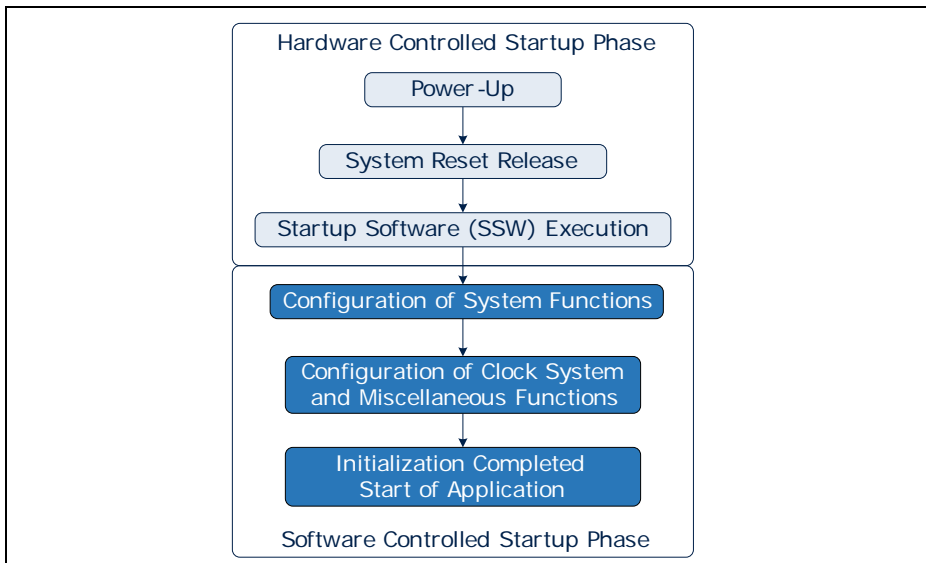 Hardware Controlled Startup Phase
Power-Up
System Reset Release
Startup Software (SSW) Execution
Configuration of System Functions
Configuration of Clock System
and Miscellaneous Functions
Initialization Completed
Start of Application
Software Controlled Startup Phase